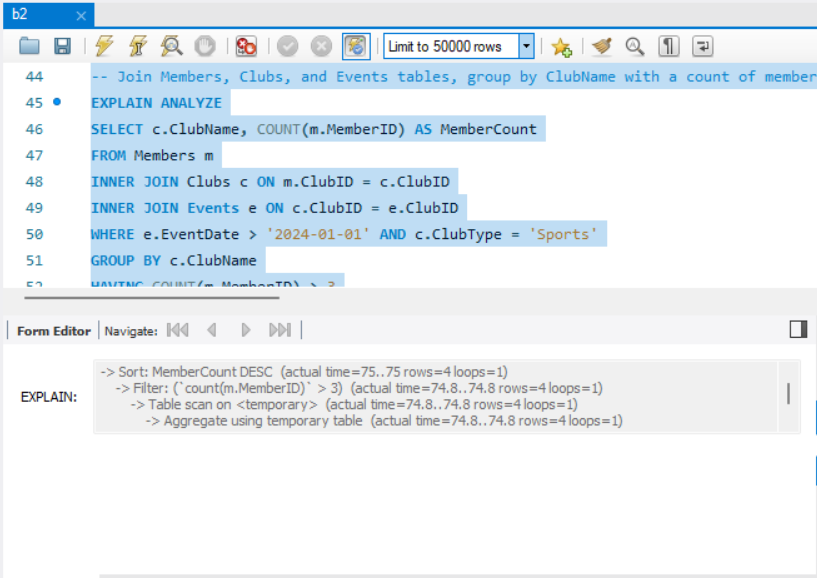 b2
Limit to 50000 rows
44 -- Join Members, Clubs, and Events tables, group by ClubName with a count of member
45 EXPLAIN ANALYZE
46 SELECT c.ClubName, COUNT(m.MemberID) AS MemberCount
47 FROM Members m
48 INNER JOIN Clubs c ON m.ClubID = c.ClubID
49 INNER JOIN Events e ON c.ClubID = e.ClubID
50 WHERE e.EventDate > '2024-01-01' AND c.ClubType = 'Sports'
51 GROUP BY c.ClubName
52 HAVING COUNT(m.MemberID) > 3
Form Editor Navigate:
EXPLAIN:
-> Sort: MemberCount DESC (actual time=75..75 rows=4 loops=1)
-> Filter: (`count(m.MemberID)` > 3) (actual time=74.8..74.8 rows=4 loops=1)
-> Table scan on <temporary> (actual time=74.8..74.8 rows=4 loops=1)
-> Aggregate using temporary table (actual time=74.8..74.8 rows=4 loops=1)